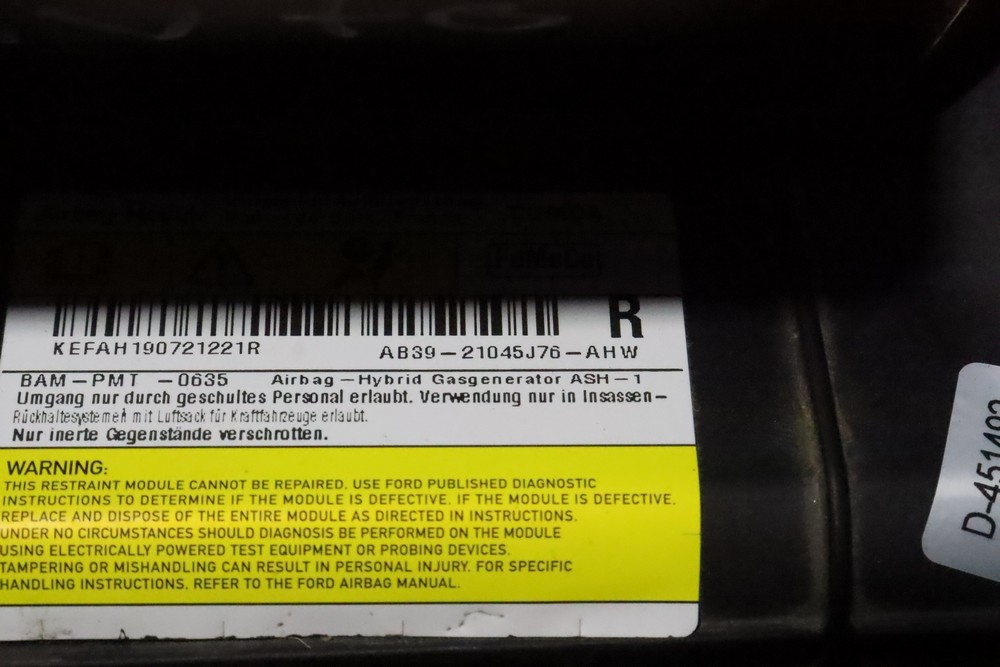 FoMoCo
R
KEFAH190721221R AB39-21045J76-AHW
BAM-PMT -0635 Airbag-Hybrid Gasgenerator ASH-1
Umgang nur durch geschultes Personal erlaubt. Verwendung nur in Insassen-
Rückhaltesystemen mit Luftsack für Kraftfahrzeuge erlaubt.
Nur inerte Gegenstände verschrotten.
WARNING:
THIS RESTRAINT MODULE CANNOT BE REPAIRED. USE FORD PUBLISHED DIAGNOSTIC
INSTRUCTIONS TO DETERMINE IF THE MODULE IS DEFECTIVE. IF THE MODULE IS DEFECTIVE.
REPLACE AND DISPOSE OF THE ENTIRE MODULE AS DIRECTED IN INSTRUCTIONS.
UNDER NO CIRCUMSTANCES SHOULD DIAGNOSIS BE PERFORMED ON THE MODULE
USING ELECTRICALLY POWERED TEST EQUIPMENT OR PROBING DEVICES.
TAMPERING OR MISHANDLING CAN RESULT IN PERSONAL INJURY. FOR SPECIFIC
HANDLING INSTRUCTIONS. REFER TO THE FORD AIRBAG MANUAL.